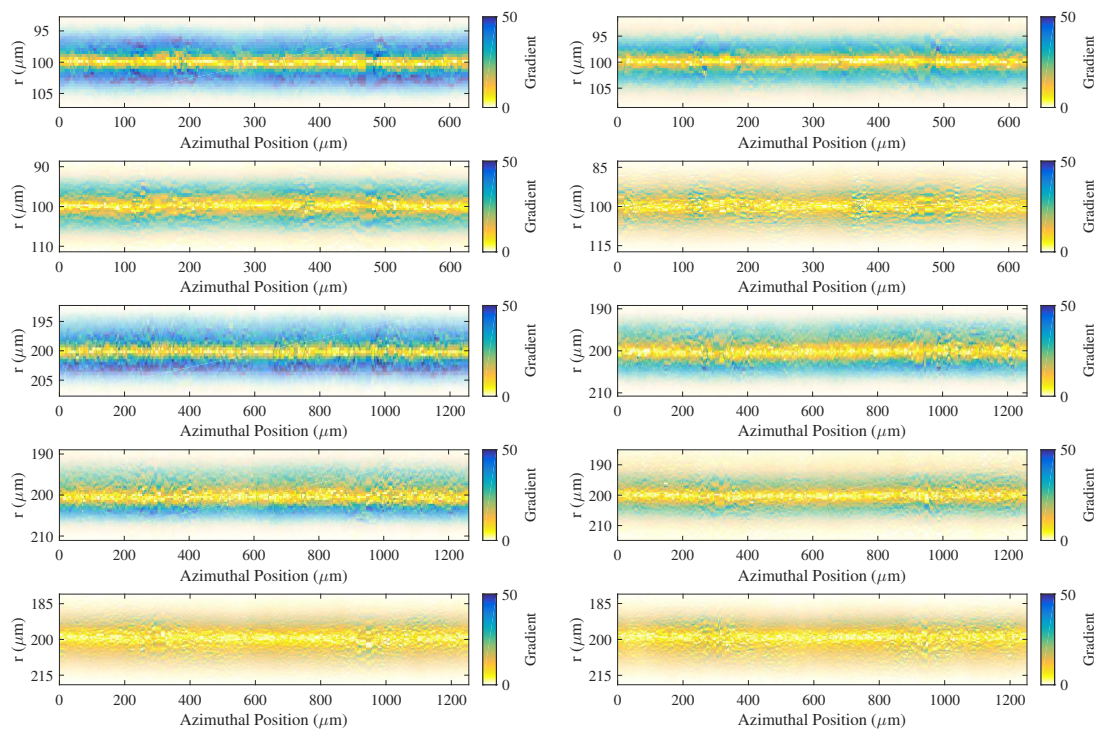 95 100 105 r (μm) 0 100 200 300 400 500 600 Azimuthal Position (μm) 50 0 Gradient
95 100 105 r (μm) 0 100 200 300 400 500 600 Azimuthal Position (μm) 50 0 Gradient
90 100 110 r (μm) 0 100 200 300 400 500 600 Azimuthal Position (μm) 50 0 Gradient
85 100 115 r (μm) 0 100 200 300 400 500 600 Azimuthal Position (μm) 50 0 Gradient
195 200 205 r (μm) 0 200 400 600 800 1000 1200 Azimuthal Position (μm) 50 0 Gradient
190 200 210 r (μm) 0 200 400 600 800 1000 1200 Azimuthal Position (μm) 50 0 Gradient
190 200 210 r (μm) 0 200 400 600 800 1000 1200 Azimuthal Position (μm) 50 0 Gradient
190 200 210 r (μm) 0 200 400 600 800 1000 1200 Azimuthal Position (μm) 50 0 Gradient
185 200 215 r (μm) 0 200 400 600 800 1000 1200 Azimuthal Position (μm) 50 0 Gradient
185 200 215 r (μm) 0 200 400 600 800 1000 1200 Azimuthal Position (μm) 50 0 Gradient